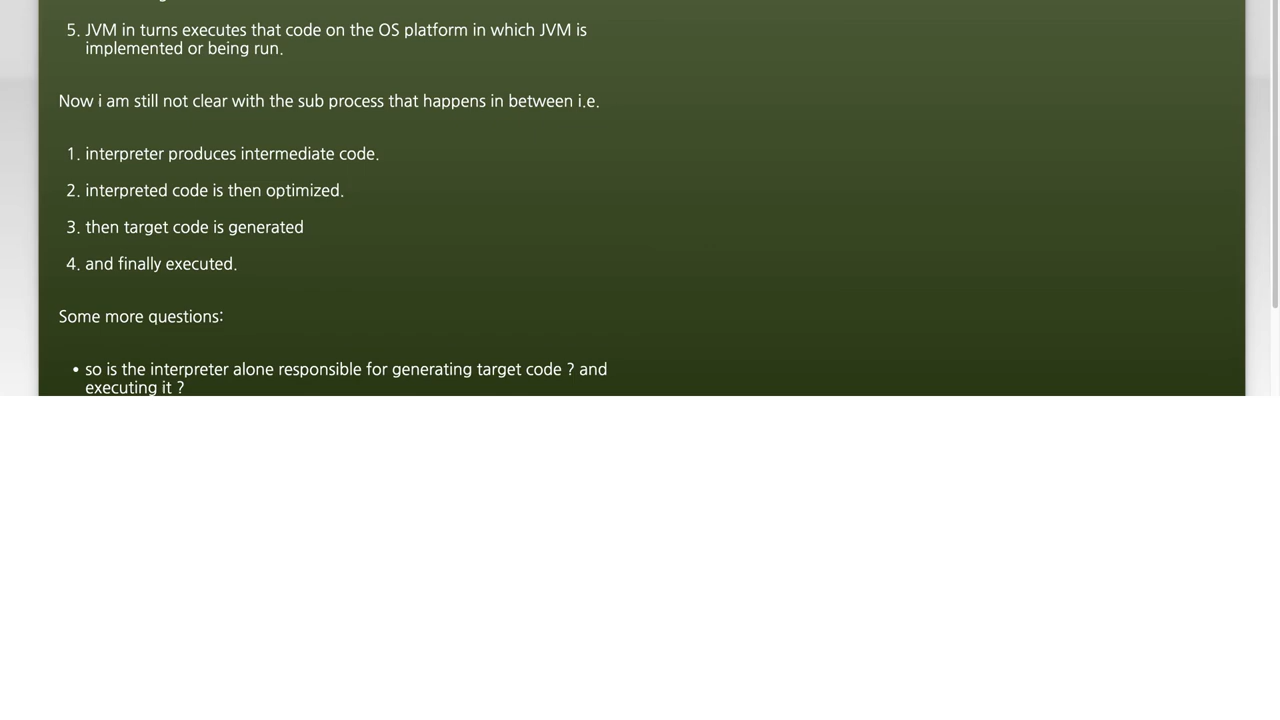 5. JVM in turns executes that code on the OS platform in which JVM is
implemented or being run.
Now i am still not clear with the sub process that happens in between i.e.
1. interpreter produces intermediate code.
2. interpreted code is then optimized.
3. then target code is generated
4. and finally executed.
Some more questions:
• so is the interpreter alone responsible for generating target code ? and
executing it ?